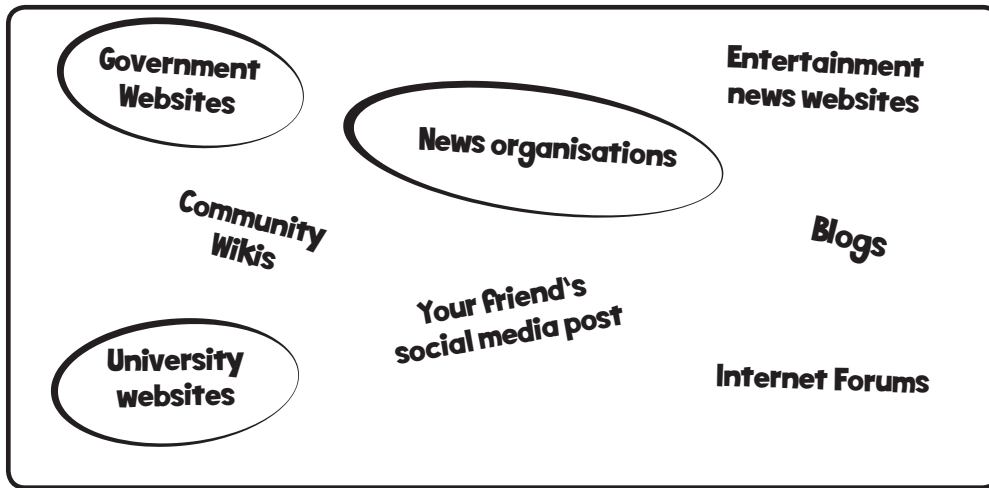 Government
Websites
Entertainment
news websites
News organisations
Community
Wikis
Blogs
Your friend's
social media post
University
websites
Internet Forums